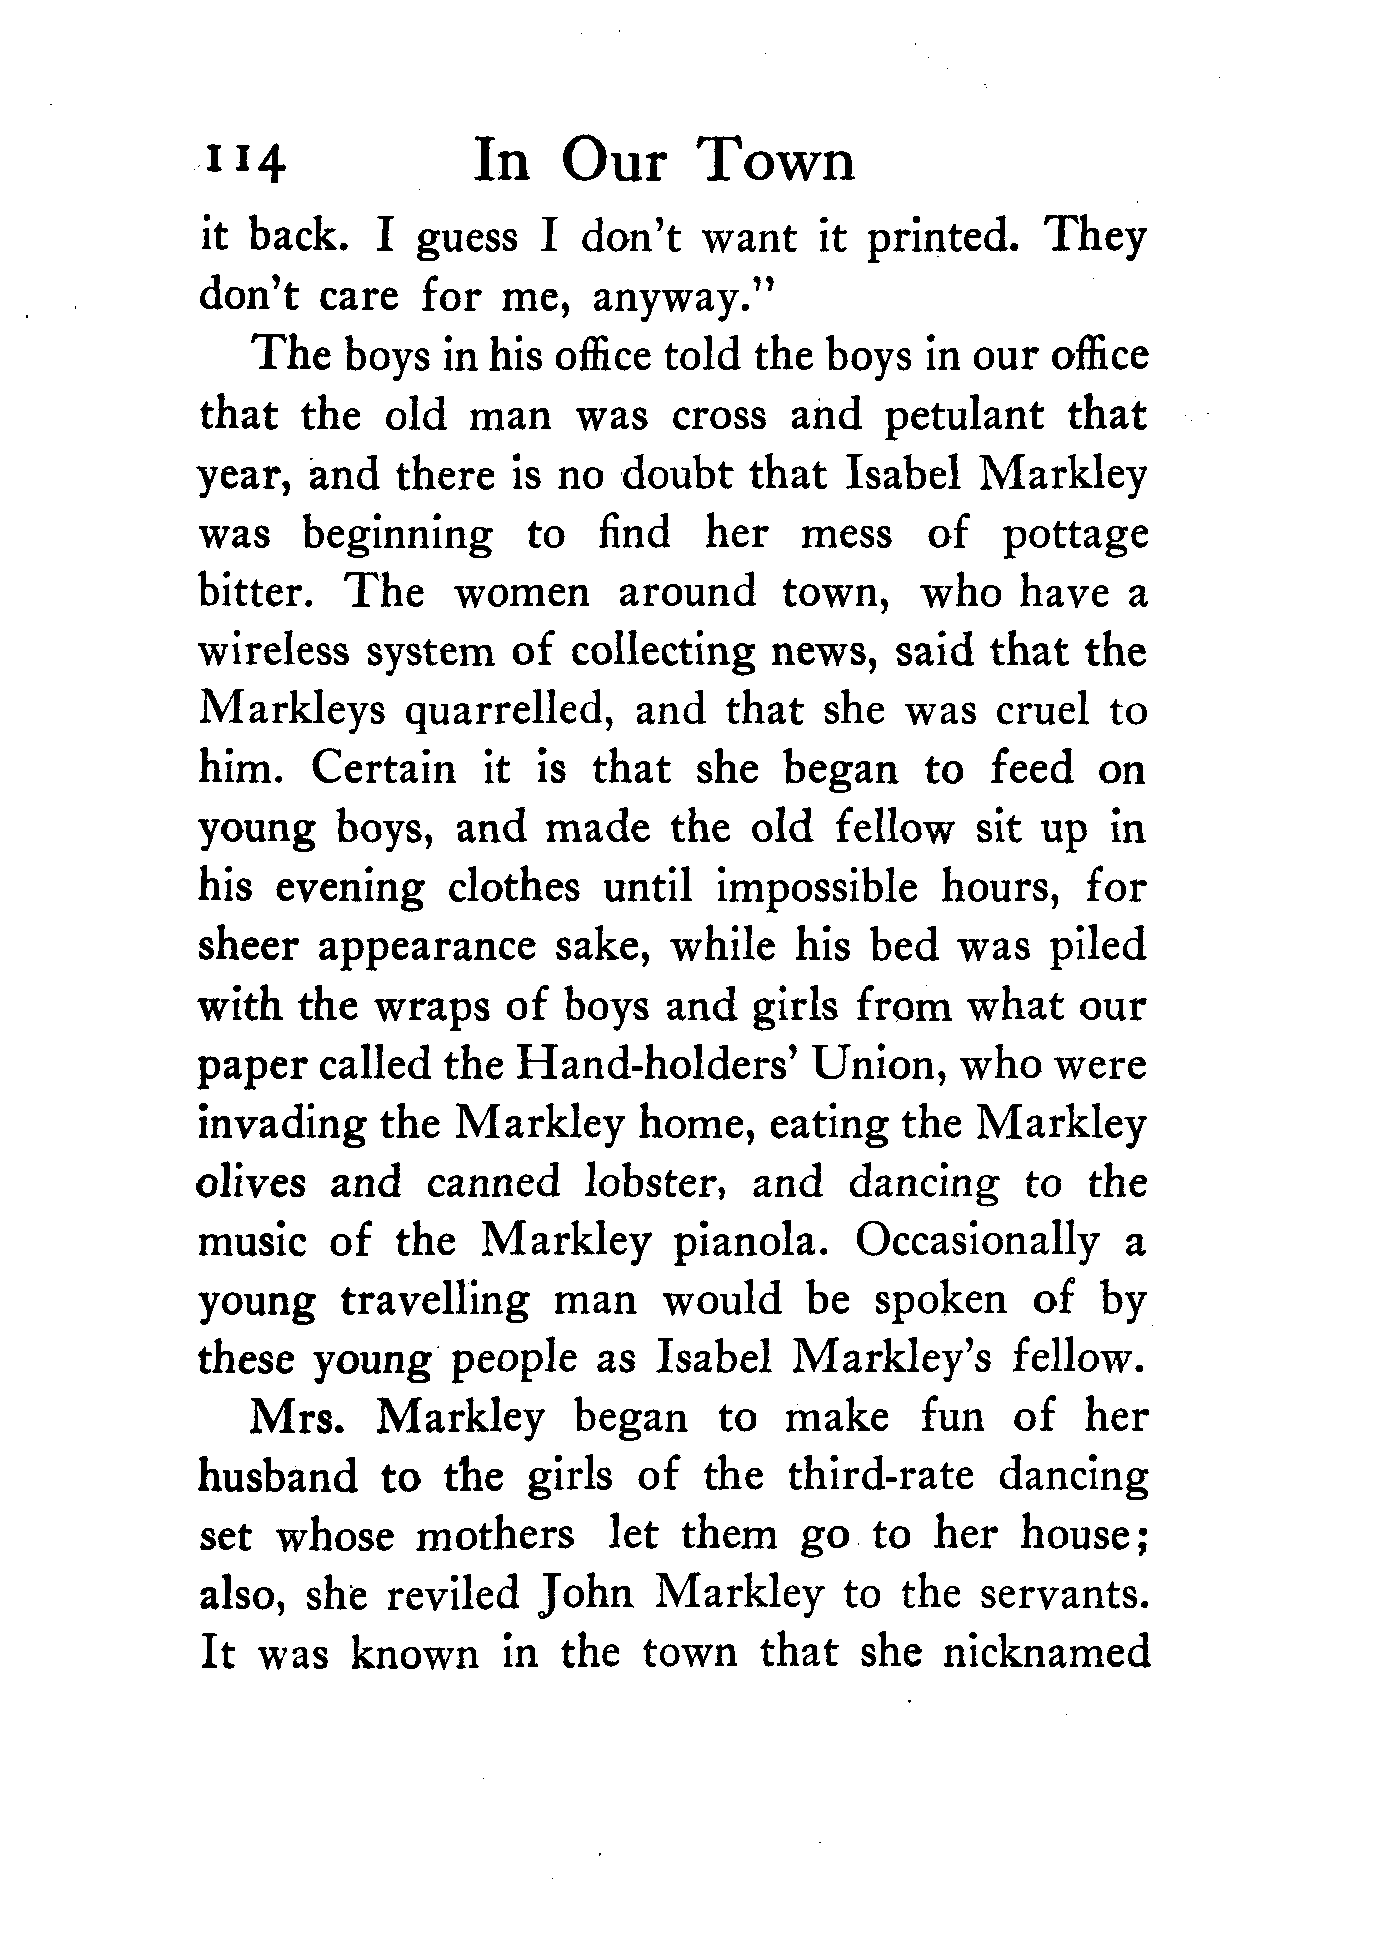 114 In Our Town
it back. I guess I don't want it printed. They
don't care for me, anyway."
The boys in his office told the boys in our office
that the old man was cross and petulant that
year, and there is no doubt that Isabel Markley
was beginning to find her mess of pottage
bitter. The women around town, who have a
wireless system of collecting news, said that the
Markleys quarrelled, and that she was cruel to
him. Certain it is that she began to feed on
young boys, and made the old fellow sit up in
his evening clothes until impossible hours, for
sheer appearance sake, while his bed was piled
with the wraps of boys and girls from what our
paper called the Hand-holders' Union, who were
invading the Markley home, eating the Markley
olives and canned lobster, and dancing to the
music of the Markley pianola. Occasionally a
young travelling man would be spoken of by
these young people as Isabel Markley's fellow.
Mrs. Markley began to make fun of her
husband to the girls of the third-rate dancing
set whose mothers let them go to her house;
also, she reviled John Markley to the servants.
It was known in the town that she nicknamed